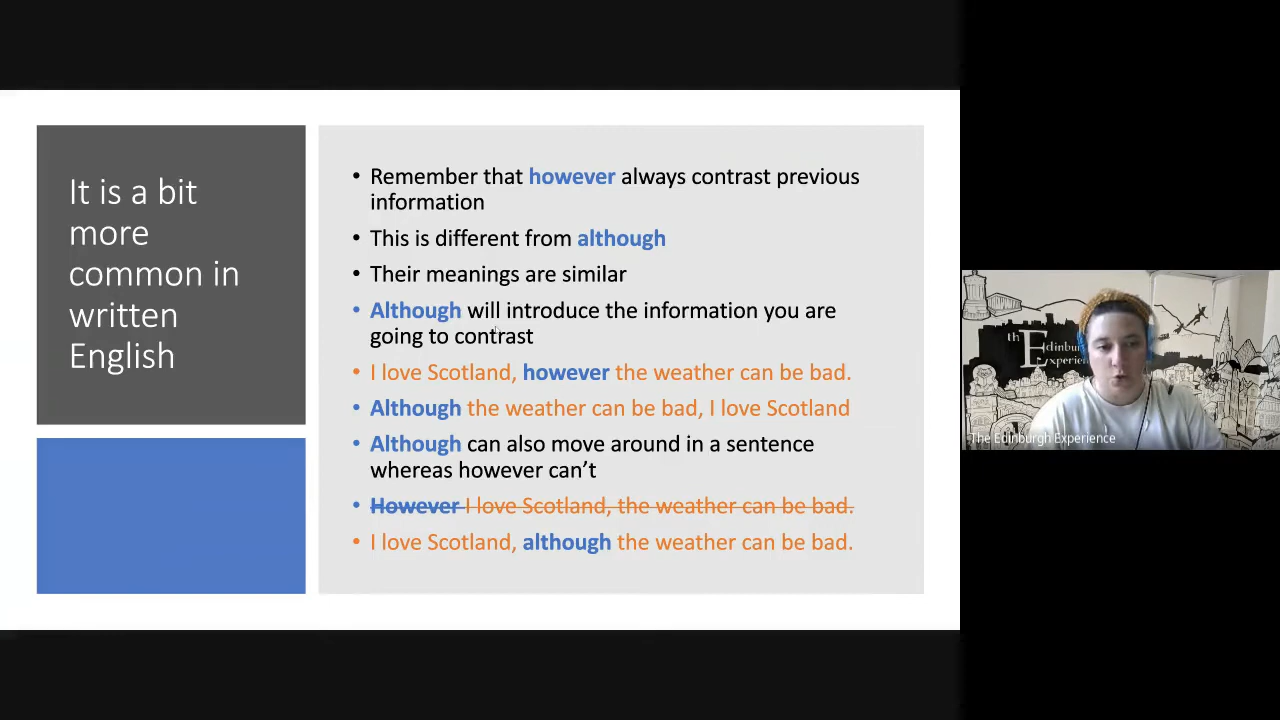 It is a bit
more
common in
written
English
• Remember that however always contrast previous
information
• This is different from although
• Their meanings are similar
• Although will introduce the information you are
going to contrast
• I love Scotland, however the weather can be bad.
• Although the weather can be bad, I love Scotland
• Although can also move around in a sentence
whereas however can't
• However I love Scotland, the weather can be bad.
• I love Scotland, although the weather can be bad.
th
Edinbur
Experie
The Edinburgh Experience